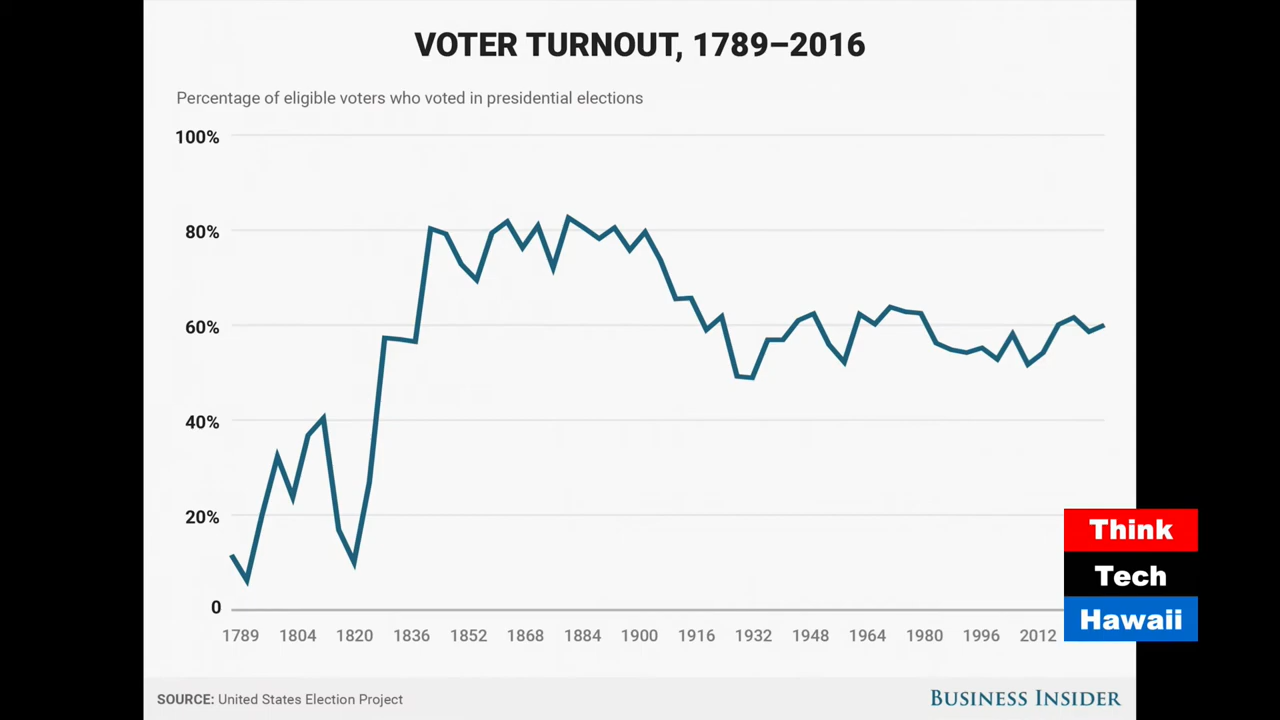 VOTER TURNOUT, 1789–2016
Percentage of eligible voters who voted in presidential elections
100%
80%
60%
40%
20%
0
1789 1804 1820 1836 1852 1868 1884 1900 1916 1932 1948 1964 1980 1996 2012
Think
Tech
Hawaii
SOURCE: United States Election Project
BUSINESS INSIDER